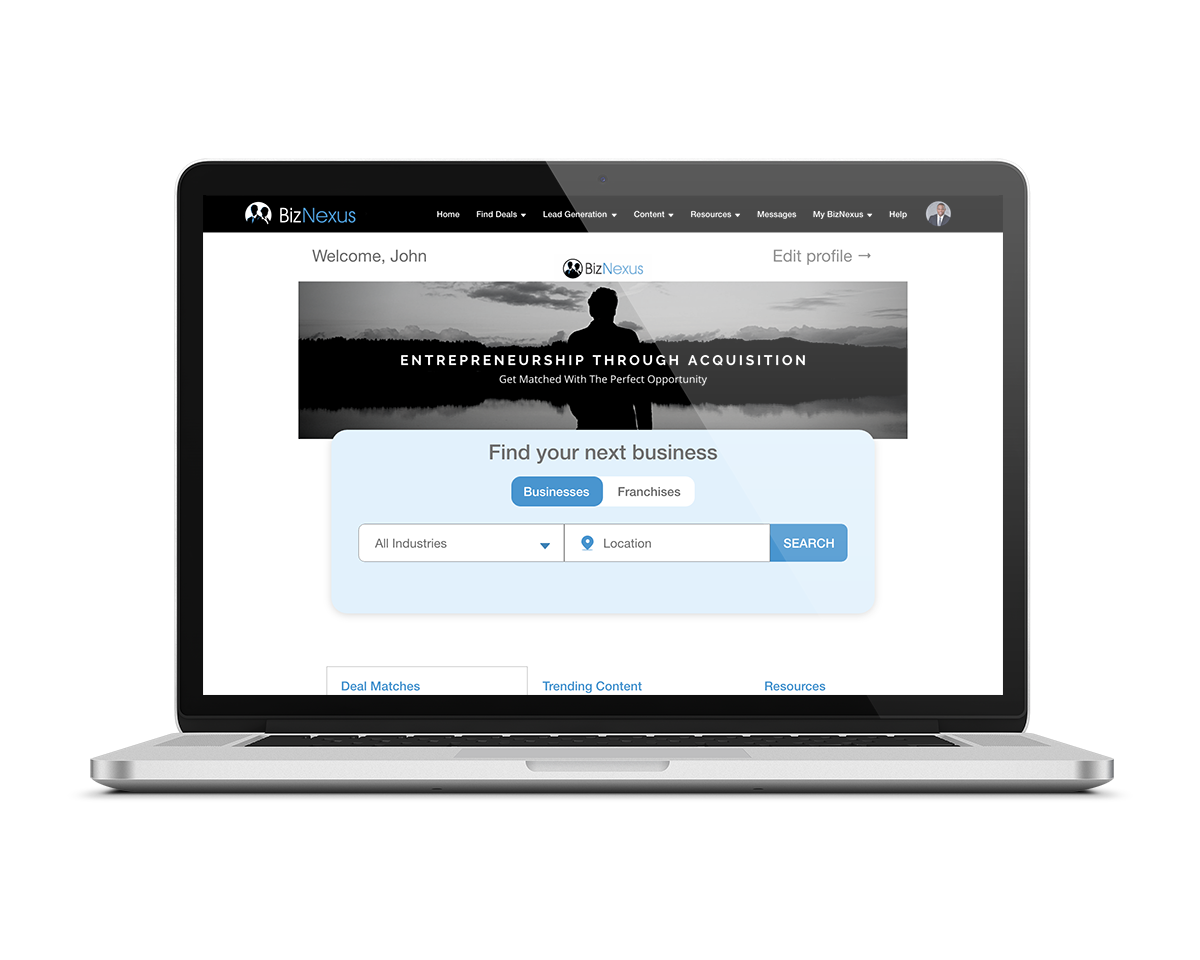 BizNexus Home Find Deals Lead Generation Content Resources Messages My BizNexus Help
Welcome, John
Edit profile →
BizNexus
ENTREPRENEURSHIP THROUGH ACQUISITION
Get Matched With The Perfect Opportunity
Find your next business
Businesses Franchises
All Industries Location SEARCH
Deal Matches Trending Content Resources